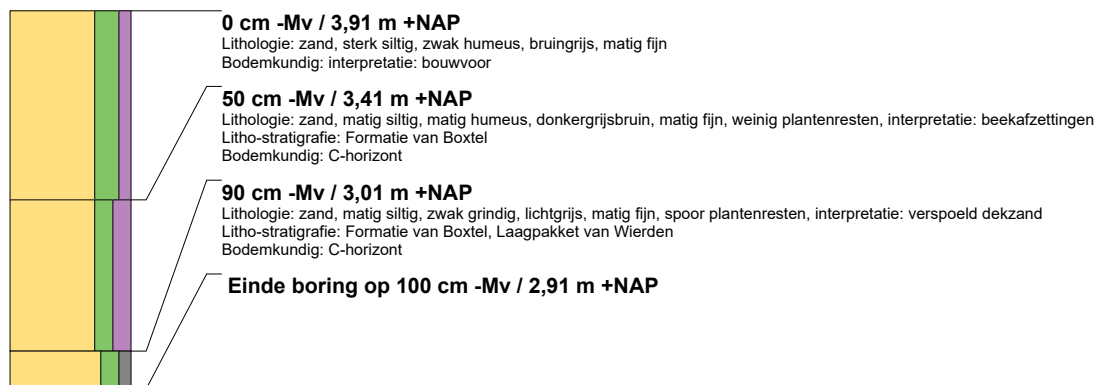 0 cm -Mv / 3,91 m +NAP
Lithologie: zand, sterk siltig, zwak humeus, bruingrijs, matig fijn
Bodemkundig: interpretatie: bouwvoor
50 cm -Mv / 3,41 m +NAP
Lithologie: zand, matig siltig, matig humeus, donkergrijsbruin, matig fijn, weinig plantenresten, interpretatie: beekafzettingen
Litho-stratigrafie: Formatie van Boxtel
Bodemkundig: C-horizont
90 cm -Mv / 3,01 m +NAP
Lithologie: zand, matig siltig, zwak grindig, lichtgrijs, matig fijn, spoor plantenresten, interpretatie: verspoeld dekzand
Litho-stratigrafie: Formatie van Boxtel, Laagpakket van Wierden
Bodemkundig: C-horizont
Einde boring op 100 cm -Mv / 2,91 m +NAP